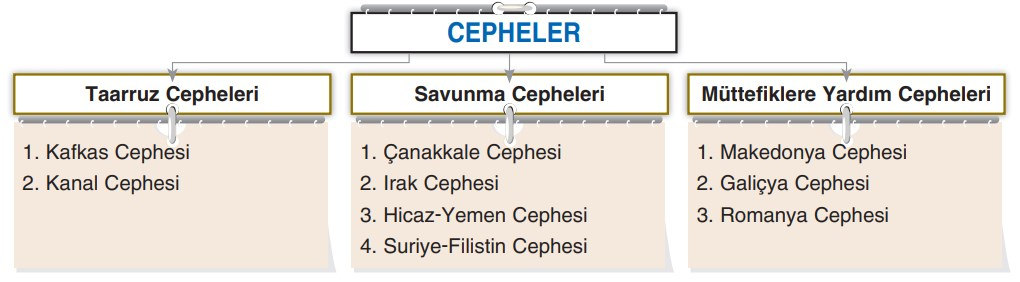 CEPHELER
Taarruz Cepheleri
1. Kafkas Cephesi
2. Kanal Cephesi
Savunma Cepheleri
1. Çanakkale Cephesi
2. Irak Cephesi
3. Hicaz-Yemen Cephesi
4. Suriye-Filistin Cephesi
Müttefiklere Yardım Cepheleri
1. Makedonya Cephesi
2. Galiçya Cephesi
3. Romanya Cephesi